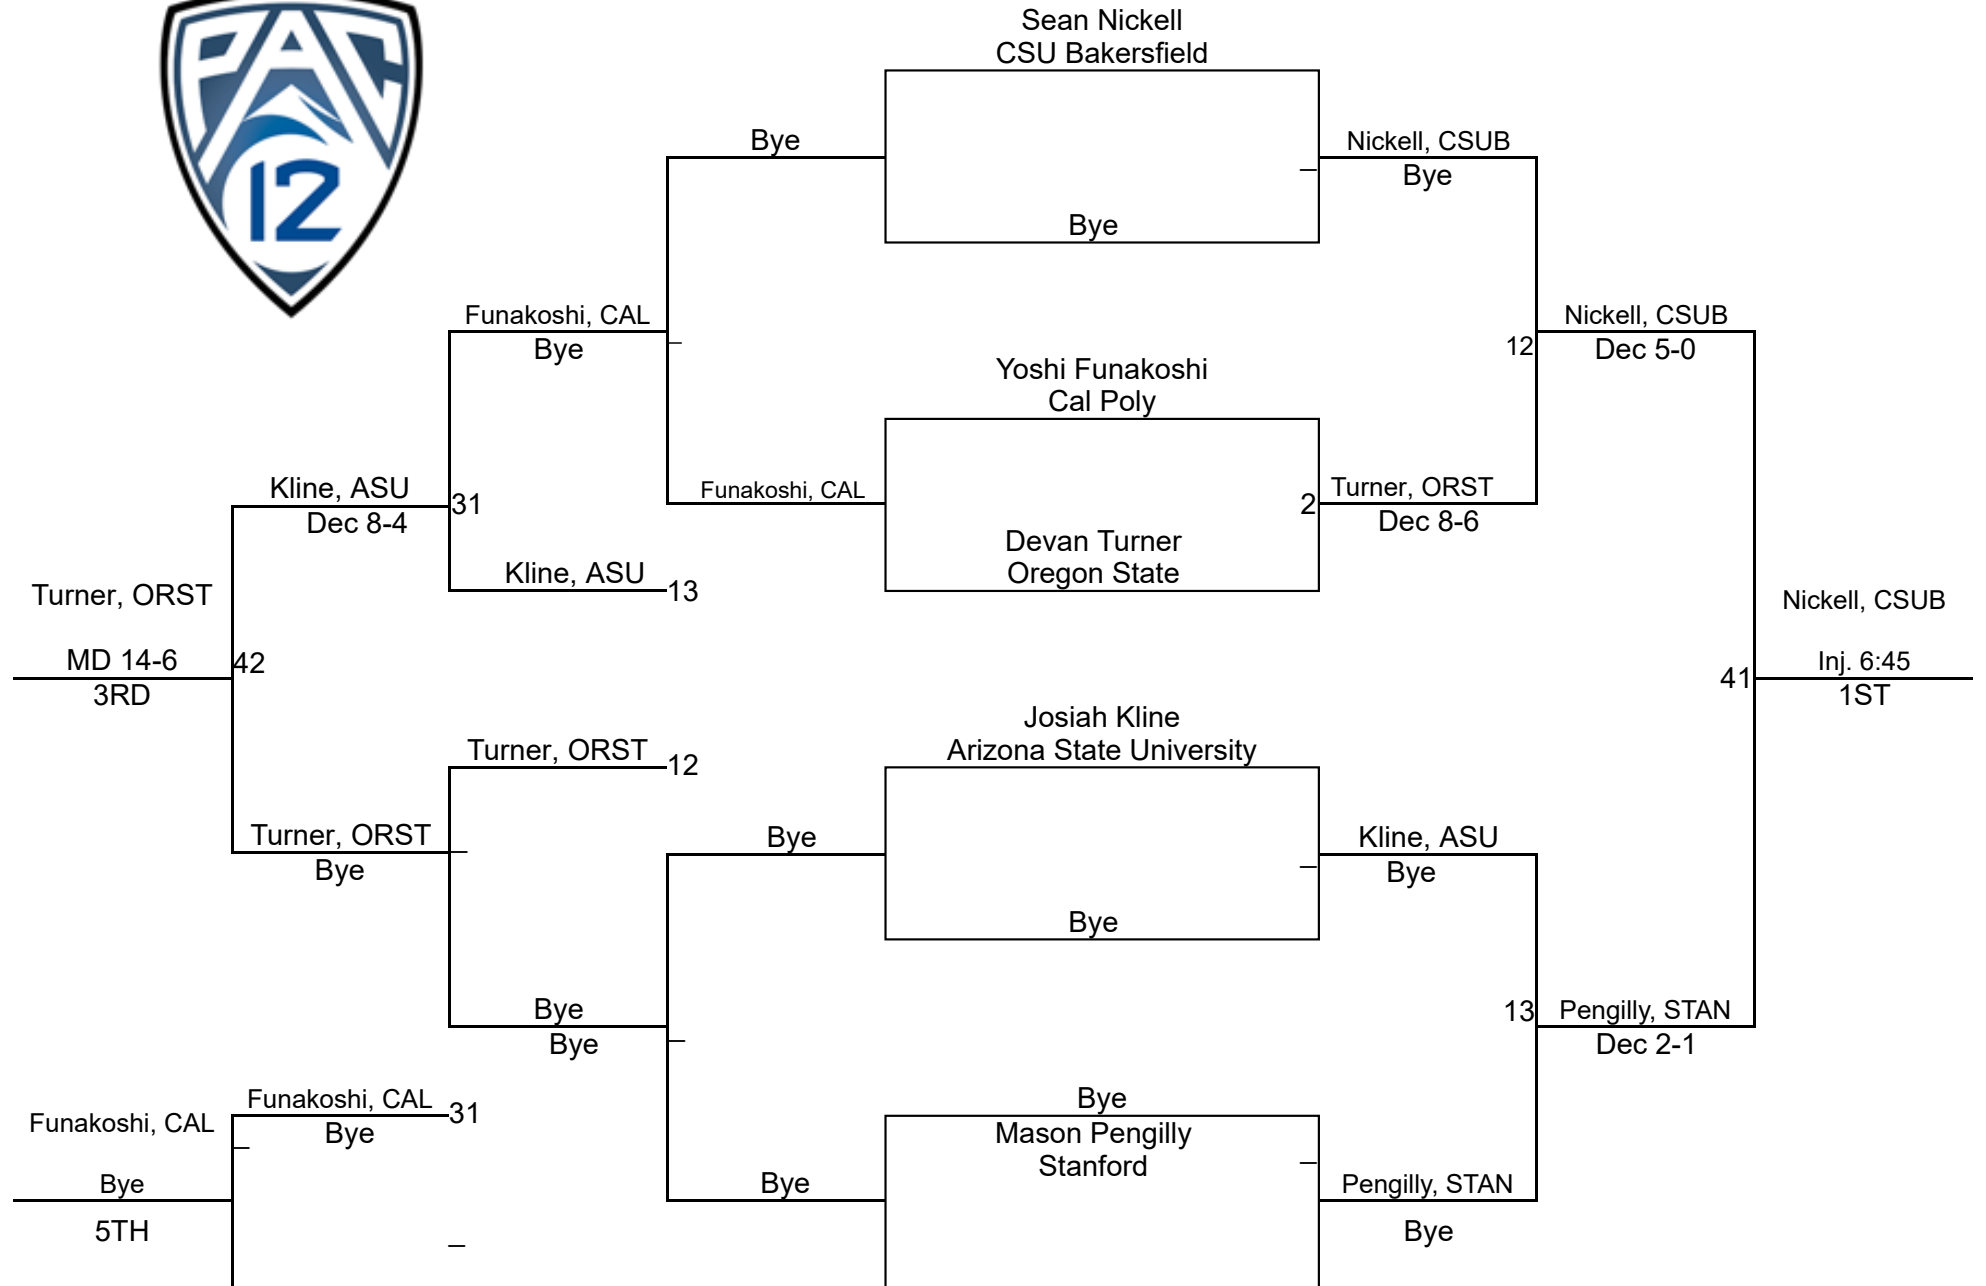 PAC
12
Sean Nickell
CSU Bakersfield
Bye
Nickell, CSUB
Bye
Bye
Funakoshi, CAL
Bye
Nickell, CSUB
12
Dec 5-0
Yoshi Funakoshi
Cal Poly
Kline, ASU
31
Dec 8-4
Funakoshi, CAL
2
Turner, ORST
Dec 8-6
Devan Turner
Oregon State
Kline, ASU
13
Turner, ORST
Nickell, CSUB
MD 14-6
42
3RD
41
Inj. 6:45
1ST
Josiah Kline
Arizona State University
Turner, ORST
12
Turner, ORST
Bye
Bye
Kline, ASU
Bye
Bye
Bye
Bye
13
Pengilly, STAN
Dec 2-1
Funakoshi, CAL
Funakoshi, CAL
31
Bye
Bye
Mason Pengilly
Stanford
Bye
5TH
Bye
Pengilly, STAN
Bye